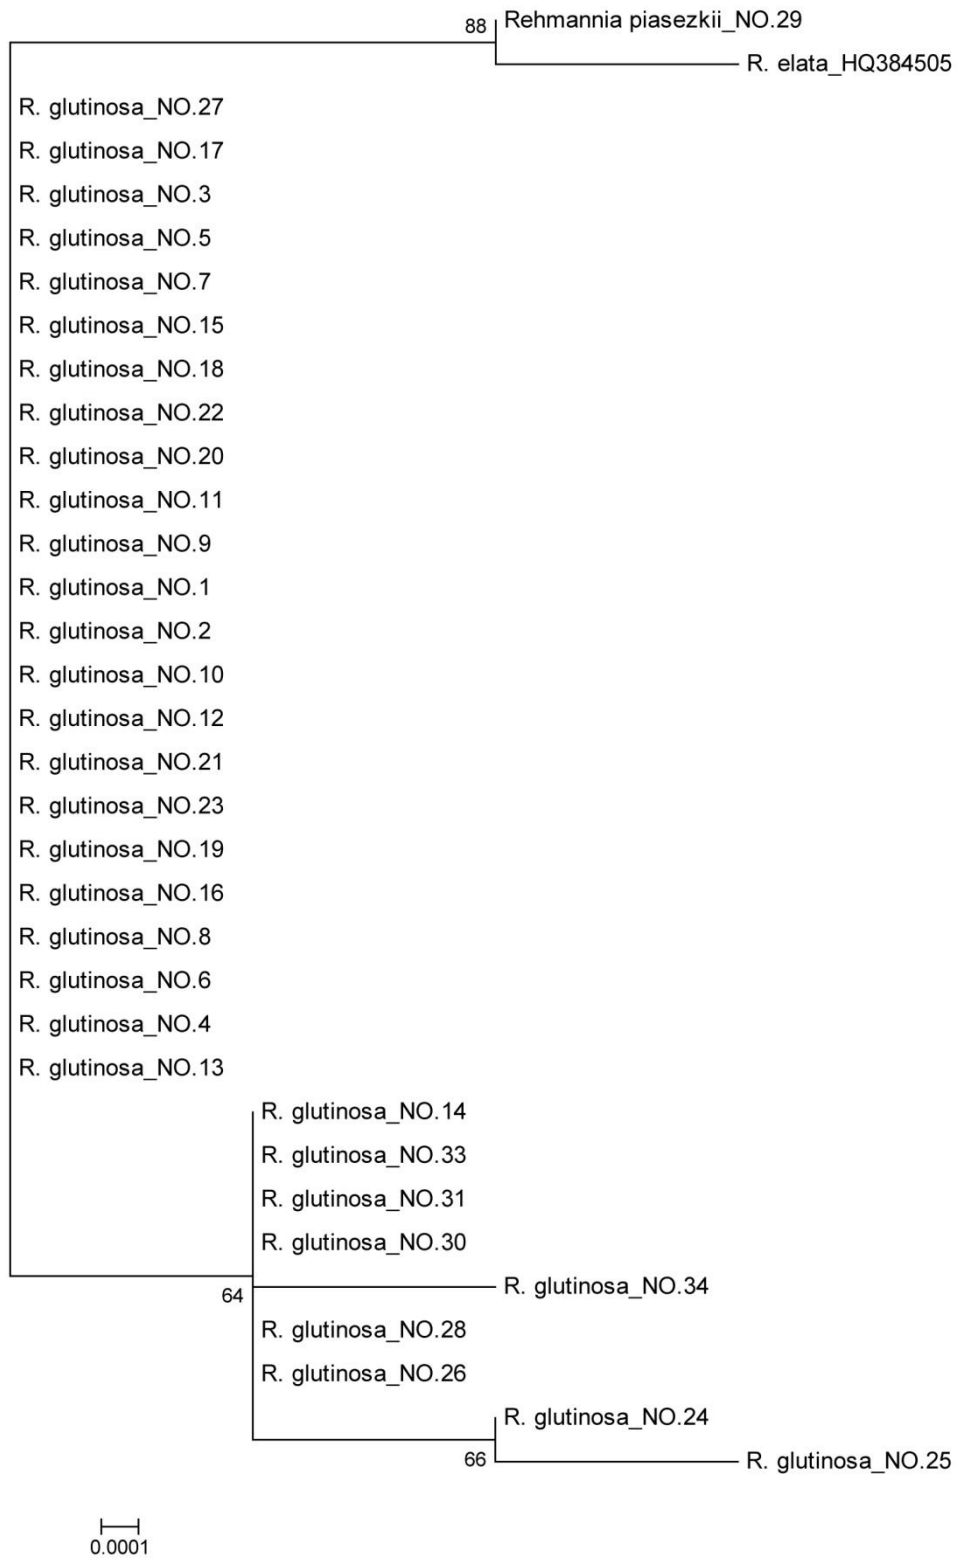 88
Rehmannia piasezkii_NO.29
R. elata_HQ384505
R. glutinosa_NO.27
R. glutinosa_NO.17
R. glutinosa_NO.3
R. glutinosa_NO.5
R. glutinosa_NO.7
R. glutinosa_NO.15
R. glutinosa_NO.18
R. glutinosa_NO.22
R. glutinosa_NO.20
R. glutinosa_NO.11
R. glutinosa_NO.9
R. glutinosa_NO.1
R. glutinosa_NO.2
R. glutinosa_NO.10
R. glutinosa_NO.12
R. glutinosa_NO.21
R. glutinosa_NO.23
R. glutinosa_NO.19
R. glutinosa_NO.16
R. glutinosa_NO.8
R. glutinosa_NO.6
R. glutinosa_NO.4
R. glutinosa_NO.13
R. glutinosa_NO.14
R. glutinosa_NO.33
R. glutinosa_NO.31
R. glutinosa_NO.30
R. glutinosa_NO.34
64
R. glutinosa_NO.28
R. glutinosa_NO.26
R. glutinosa_NO.24
66
R. glutinosa_NO.25
0.0001